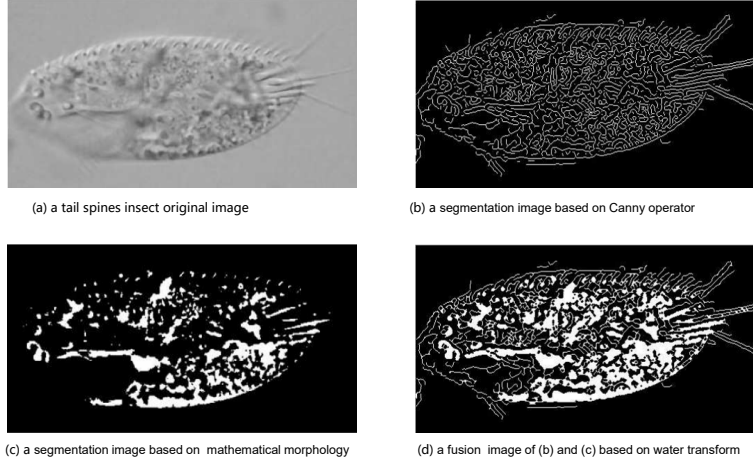 (a) a tail spines insect original image
(b) a segmentation image based on Canny operator
(c) a segmentation image based on mathematical morphology
(d) a fusion image of (b) and (c) based on water transform